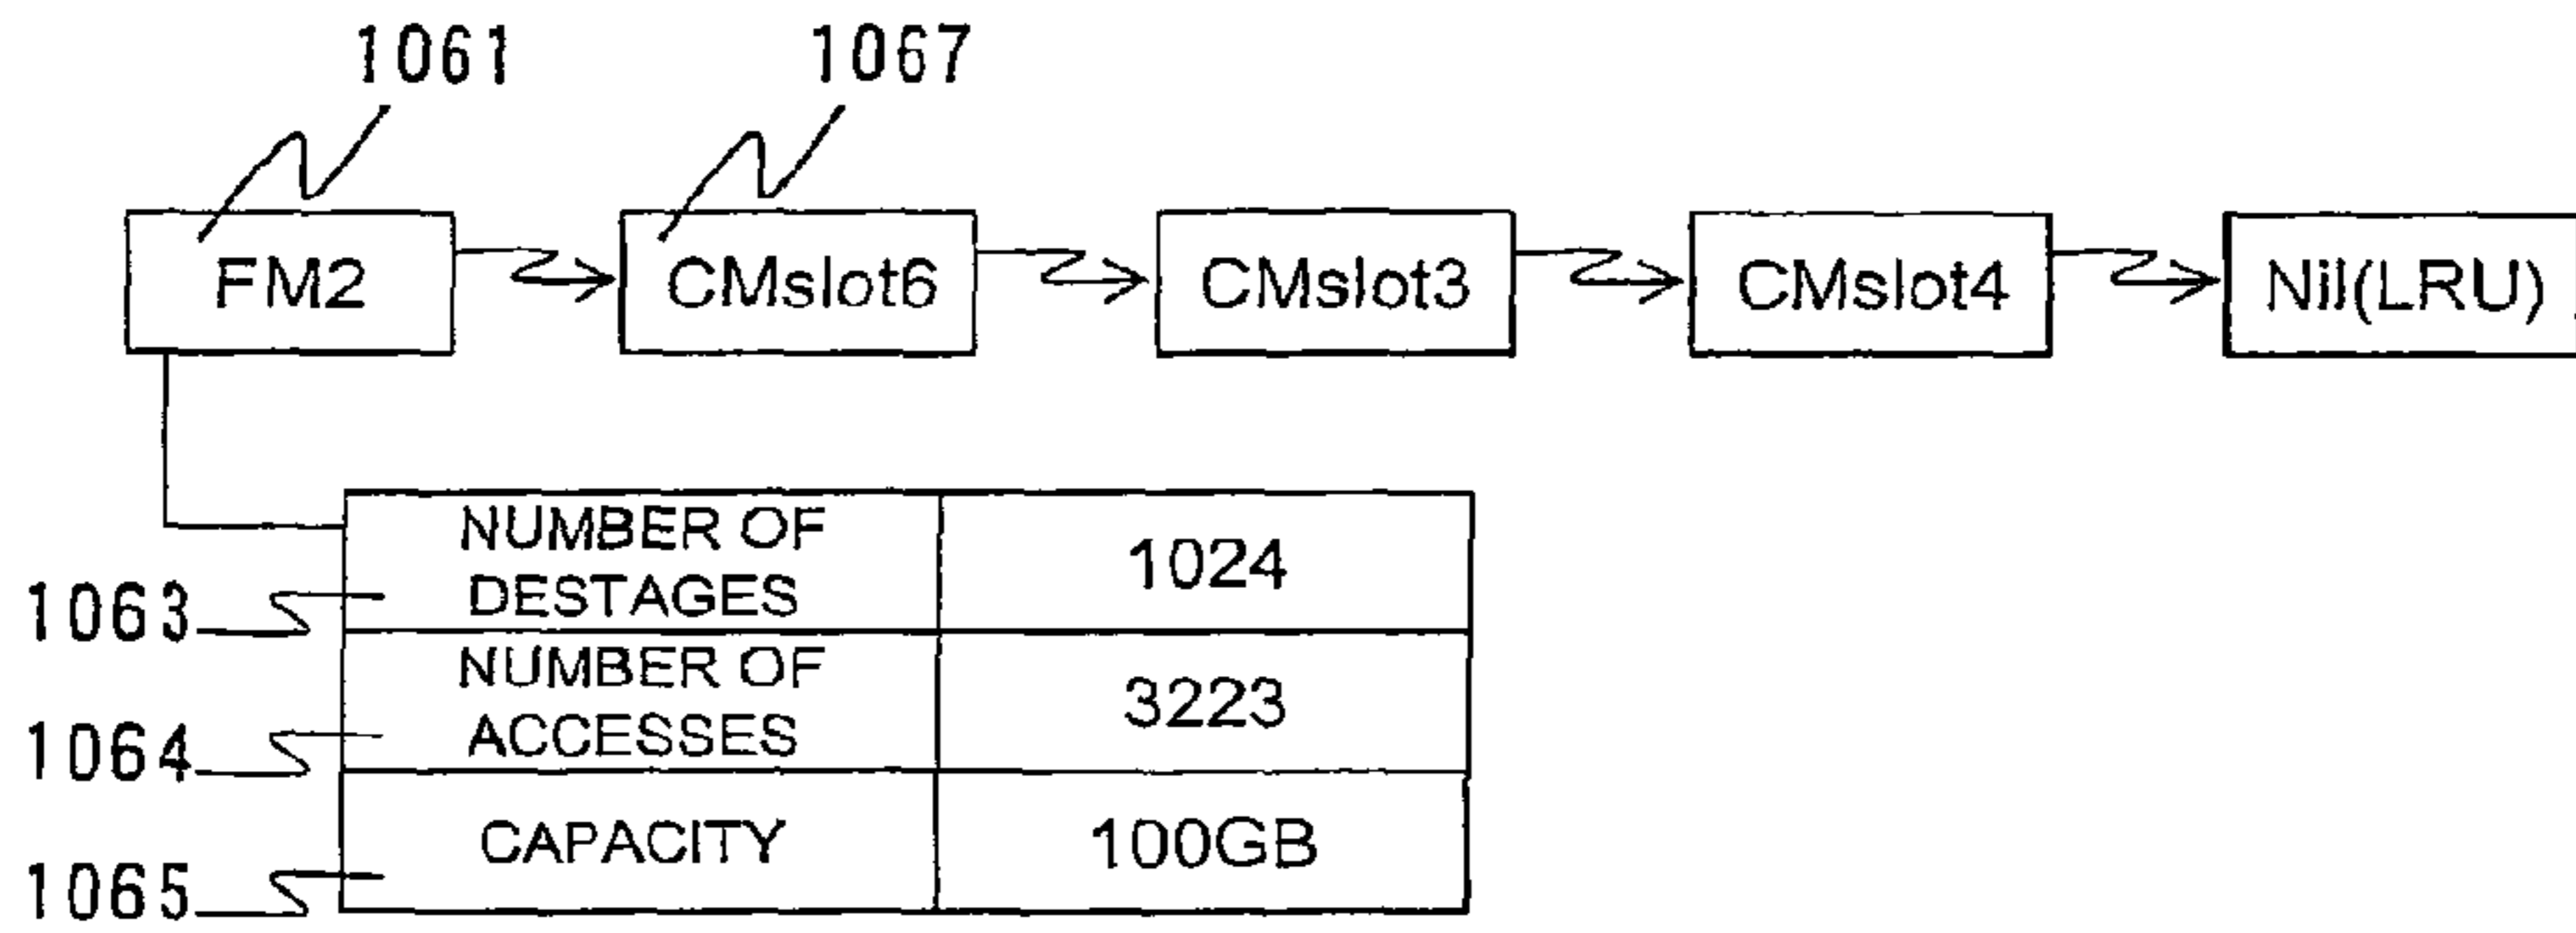 1061 1067
FM2 CMslot6 CMslot3 CMslot4 Nil(LRU)
NUMBER OF
DESTAGES 1024
1063
NUMBER OF
ACCESSES 3223
1064
CAPACITY 100GB
1065